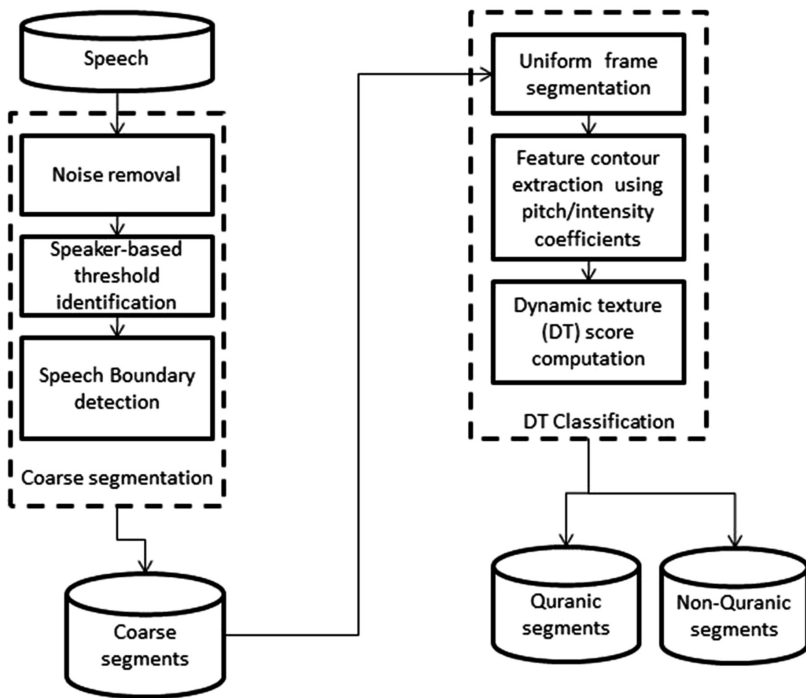 Speech
Noise removal
Speaker-based
threshold
identification
Speech Boundary
detection
Coarse segmentation
Coarse
segments
Uniform frame
segmentation
Feature contour
extraction using
pitch/intensity
coefficients
Dynamic texture
(DT) score
computation
DT Classification
Quranic
segments
Non-Quranic
segments